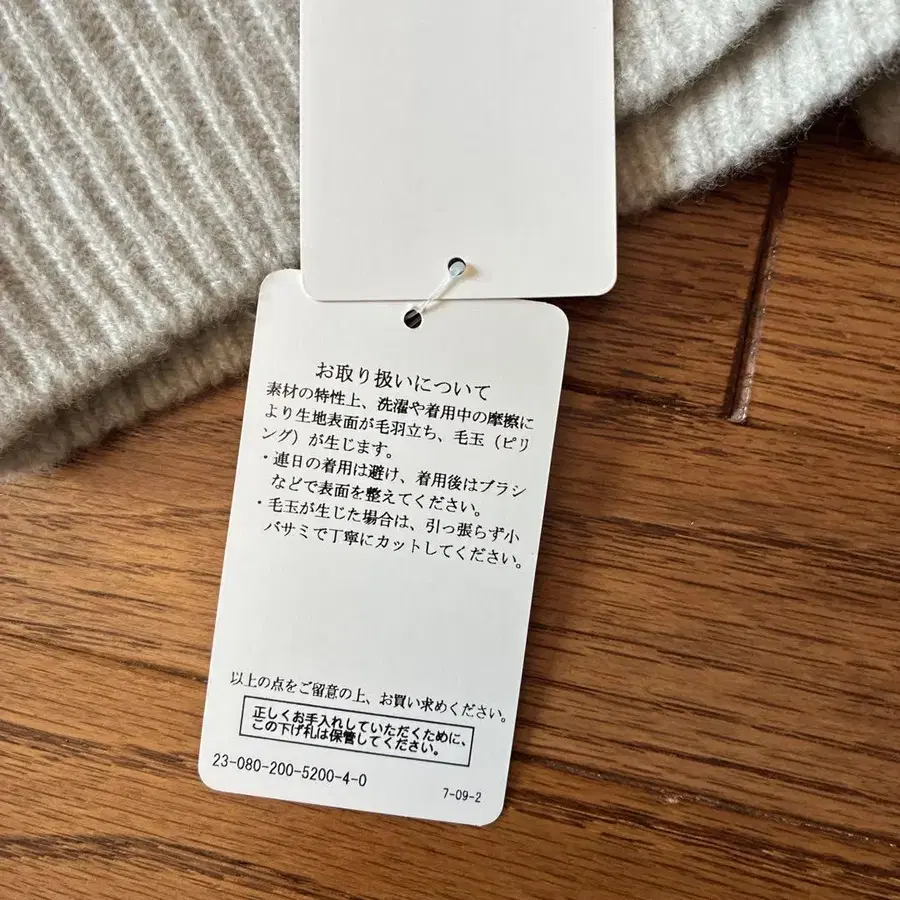 お取り扱いについて
素材の特性上、洗濯や着用中の摩擦に
より生地表面が毛羽立ち、毛玉（ピリ
ング）が生じます。
・連日の着用は避け、着用後はブラシ
などで表面を整えてください。
・毛玉が生じた場合は、引っ張らず小
バサミで丁寧にカットしてください。
以上の点をご留意の上、お買い求めください。
正しくお手入れしていただくために、
この下げ札は保管してください。
23-080-200-5200-4-0
7-09-2